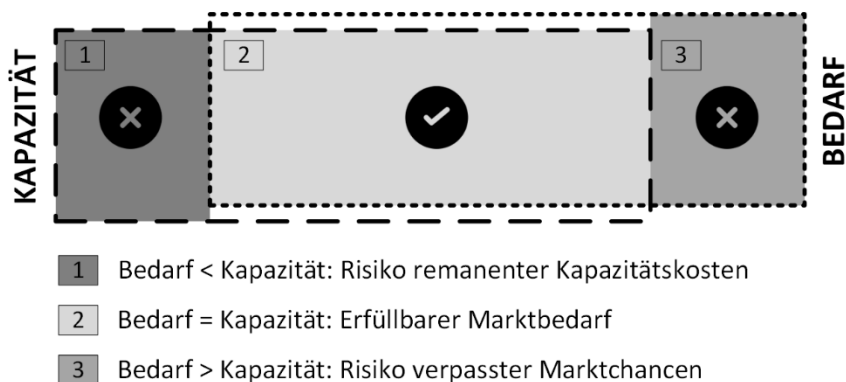 KAPAZITÄT
1
2
3
BEDARF
1 Bedarf < Kapazität: Risiko remanenter Kapazitätskosten
2 Bedarf = Kapazität: Erfüllbarer Marktbedarf
3 Bedarf > Kapazität: Risiko verpasster Marktchancen